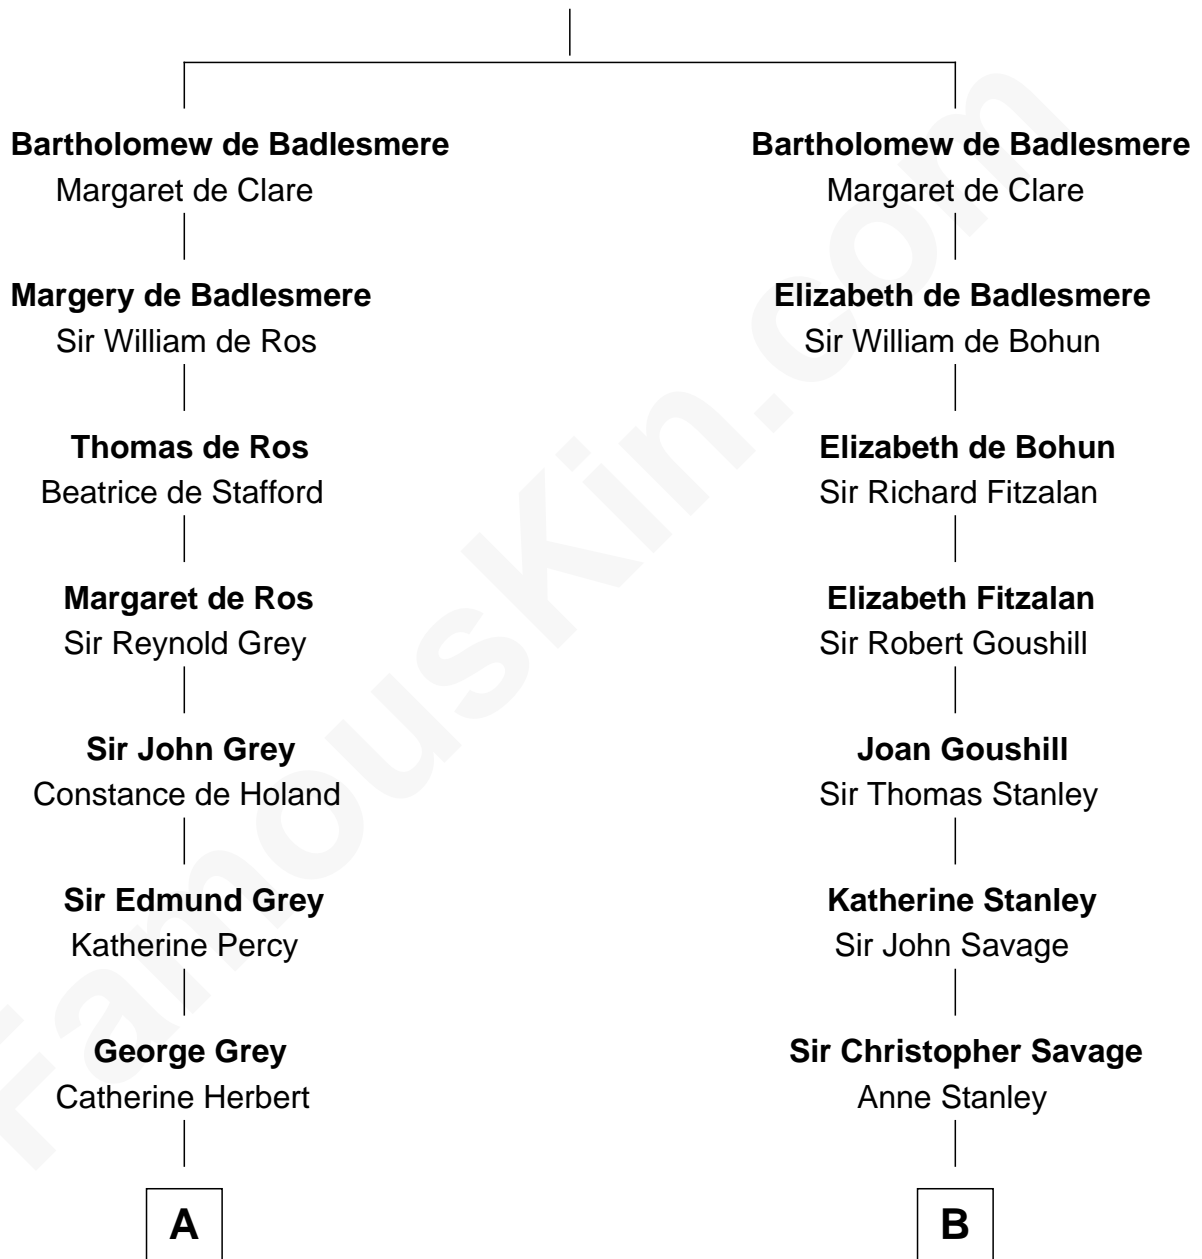 Bartholomew de Badlesmere
Margaret de Clare
Margery de Badlesmere
Sir William de Ros
Thomas de Ros
Beatrice de Stafford
Margaret de Ros
Sir Reynold Grey
Sir John Grey
Constance de Holand
Sir Edmund Grey
Katherine Percy
George Grey
Catherine Herbert
A
Bartholomew de Badlesmere
Margaret de Clare
Elizabeth de Badlesmere
Sir William de Bohun
Elizabeth de Bohun
Sir Richard Fitzalan
Elizabeth Fitzalan
Sir Robert Goushill
Joan Goushill
Sir Thomas Stanley
Katherine Stanley
Sir John Savage
Sir Christopher Savage
Anne Stanley
B
FamousKin.com